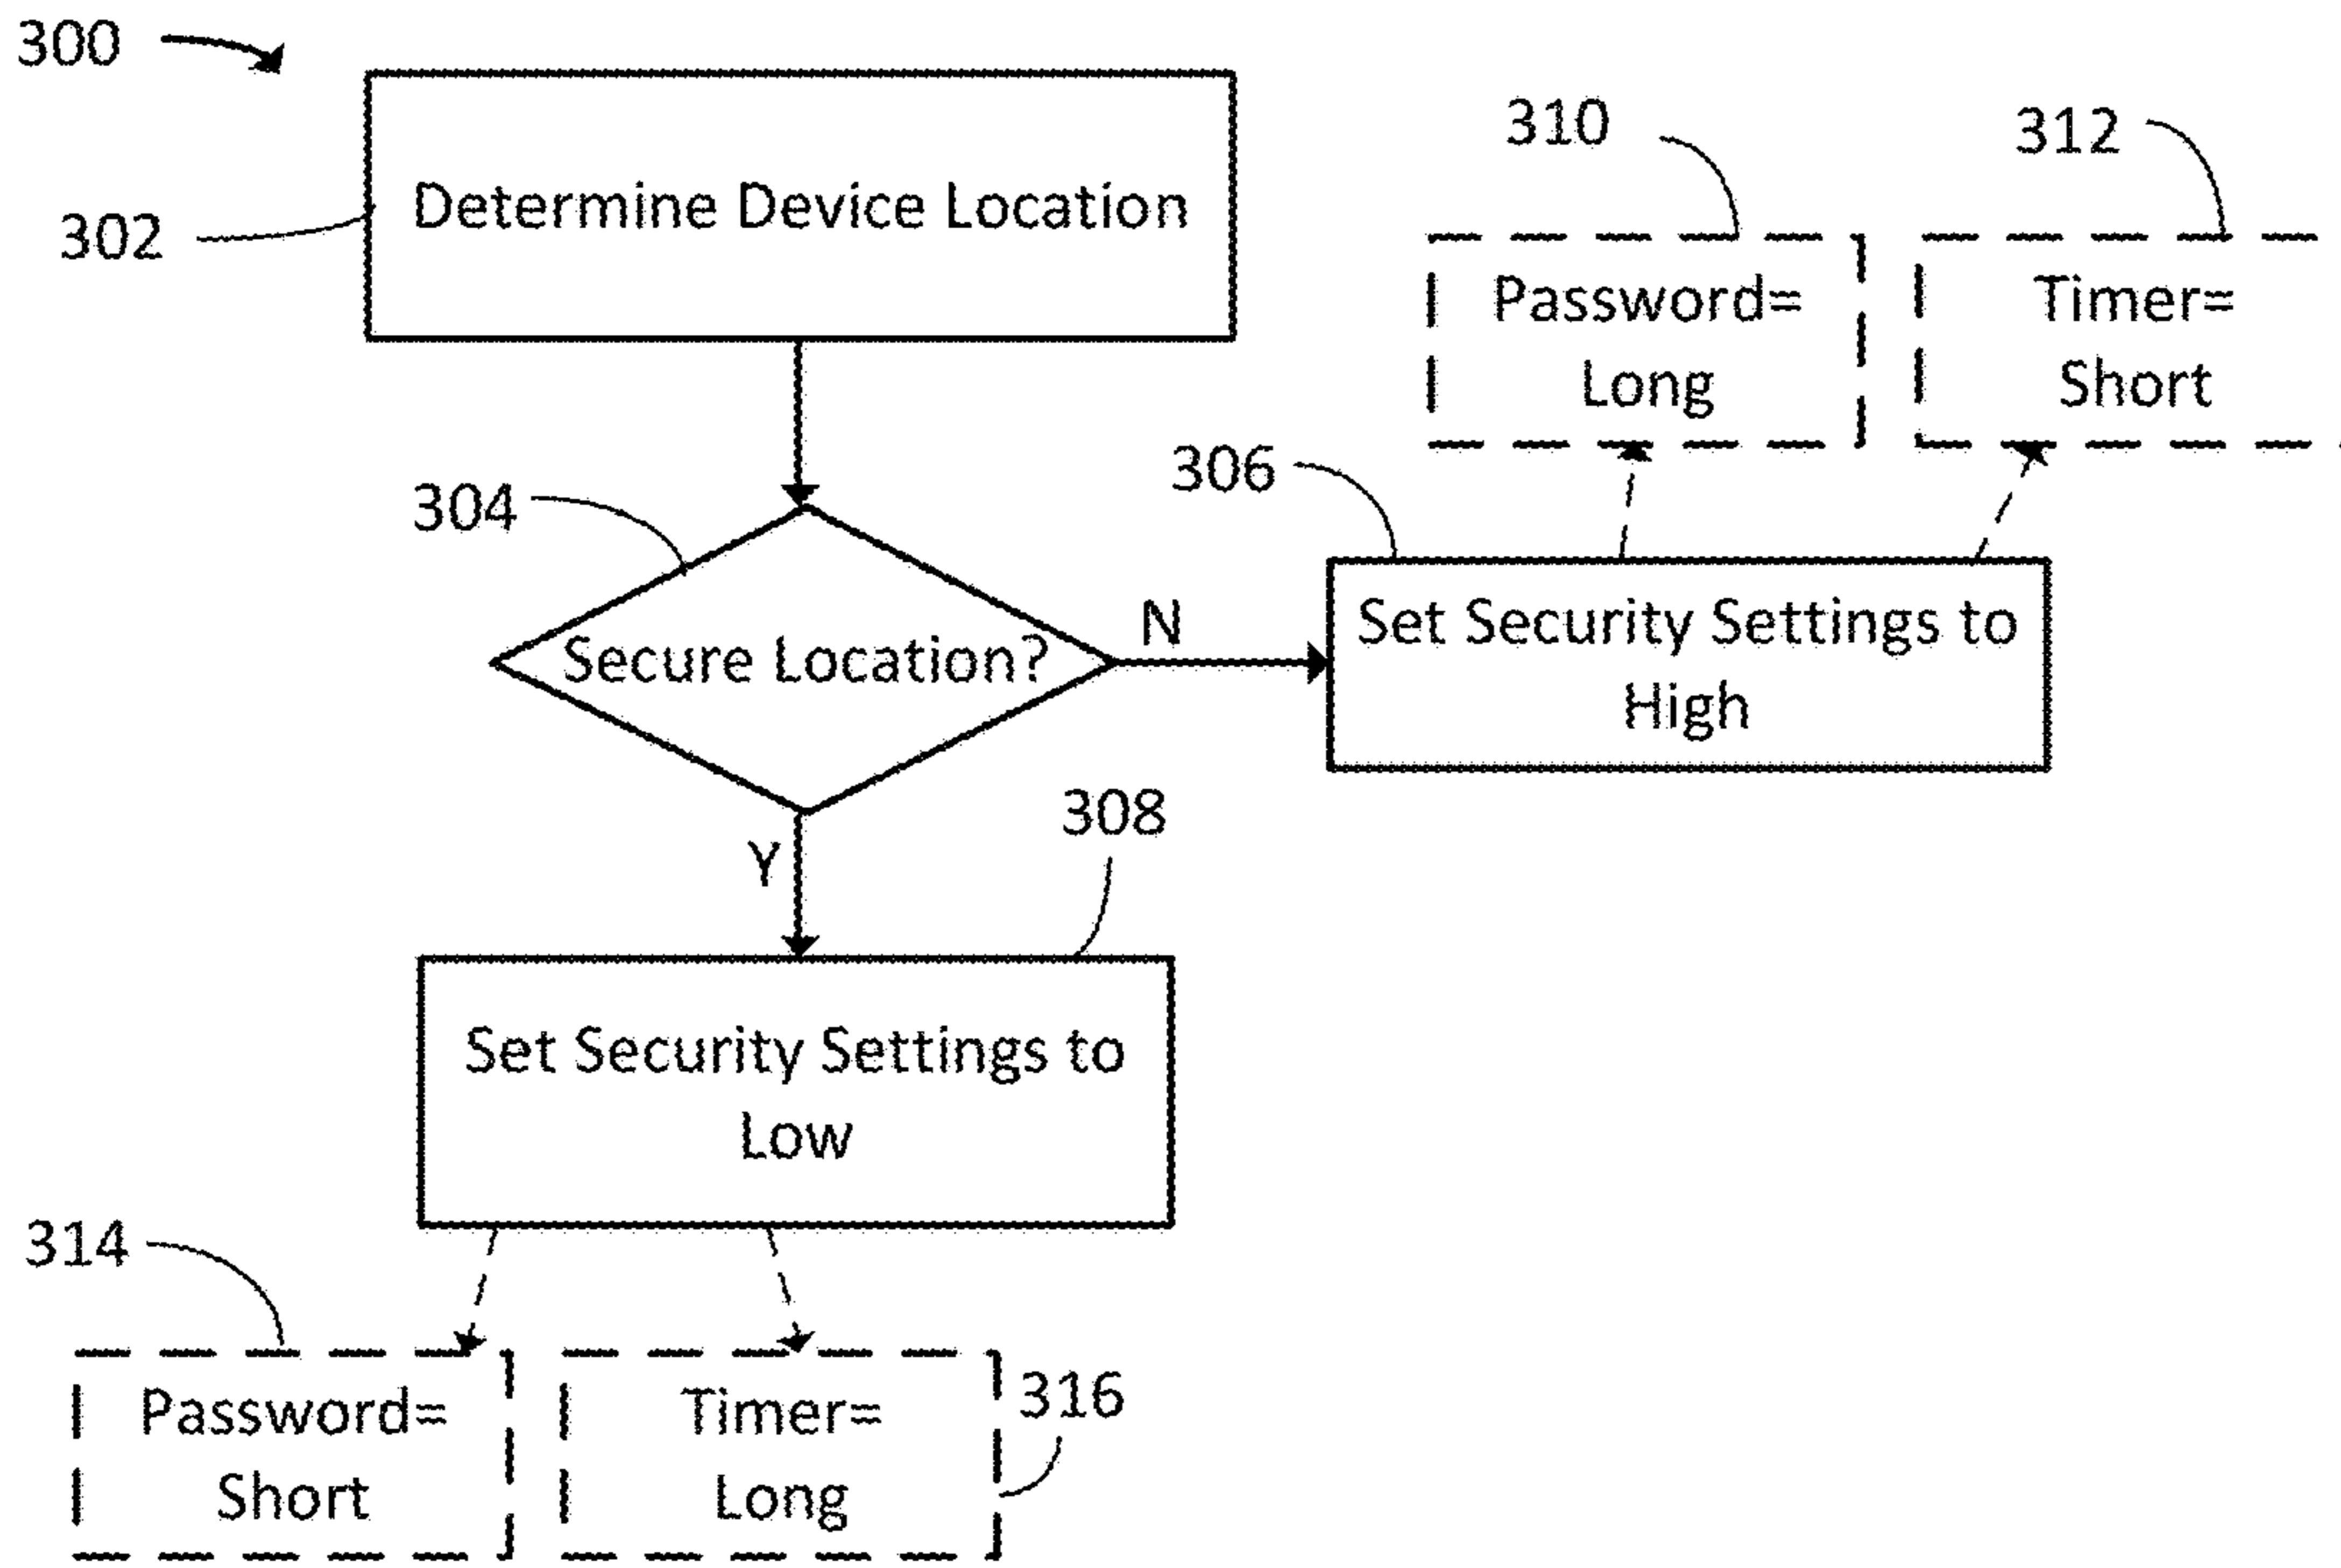 300
302
Determine Device Location
310
312
Password=
Long
Timer=
Short
304
306
Secure Location?
N
Set Security Settings to
High
Y
308
Set Security Settings to
Low
314
316
Password=
Short
Timer=
Long